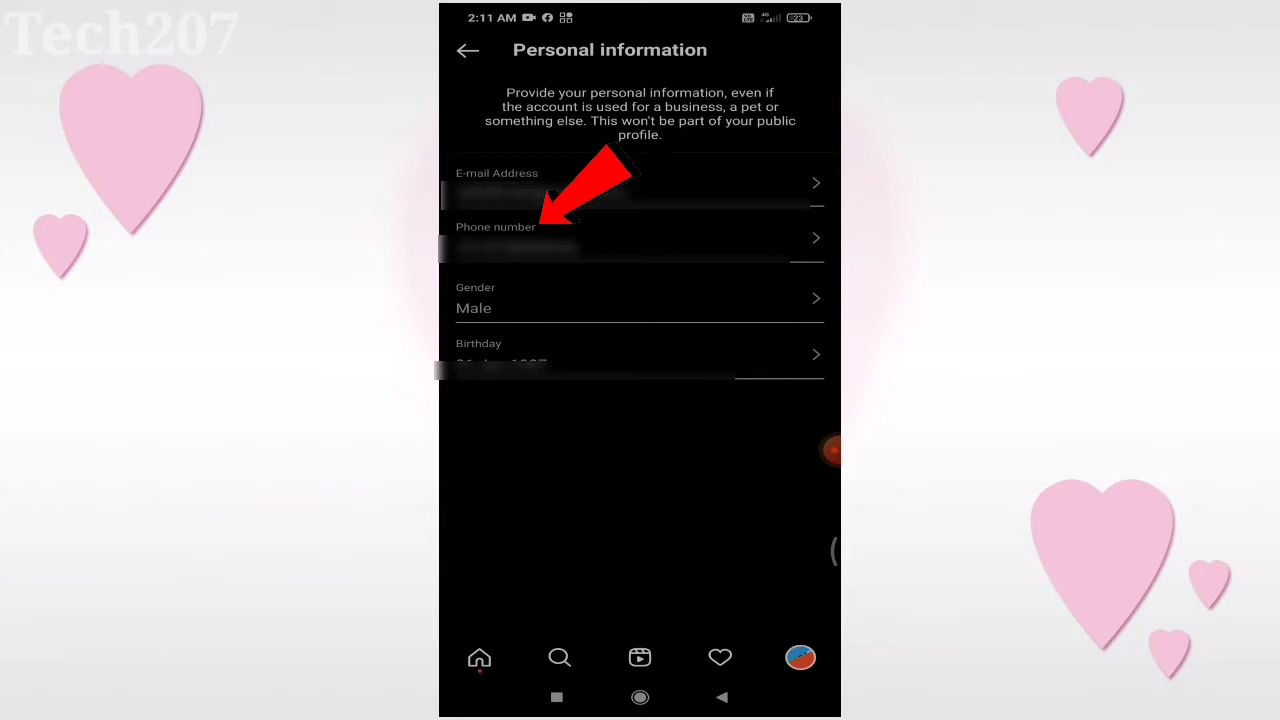 Tech207
2:11 AM
23
Personal information
Provide your personal information, even if
the account is used for a business, a pet or
something else. This won't be part of your public
profile.
E-mail Address
Phone number
Gender
Male
Birthday